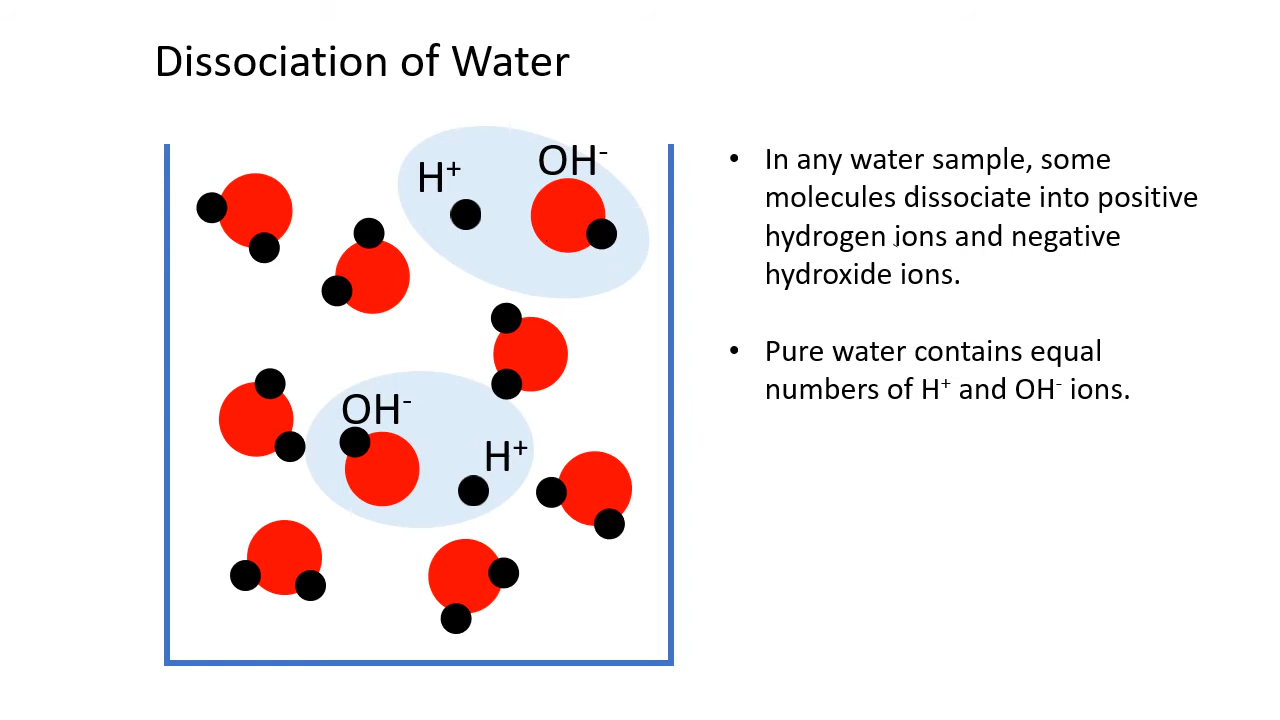 Dissociation of Water
H⁺
OH⁻
OH⁻
H⁺
• In any water sample, some
molecules dissociate into positive
hydrogen ions and negative
hydroxide ions.
• Pure water contains equal
numbers of H⁺ and OH⁻ ions.